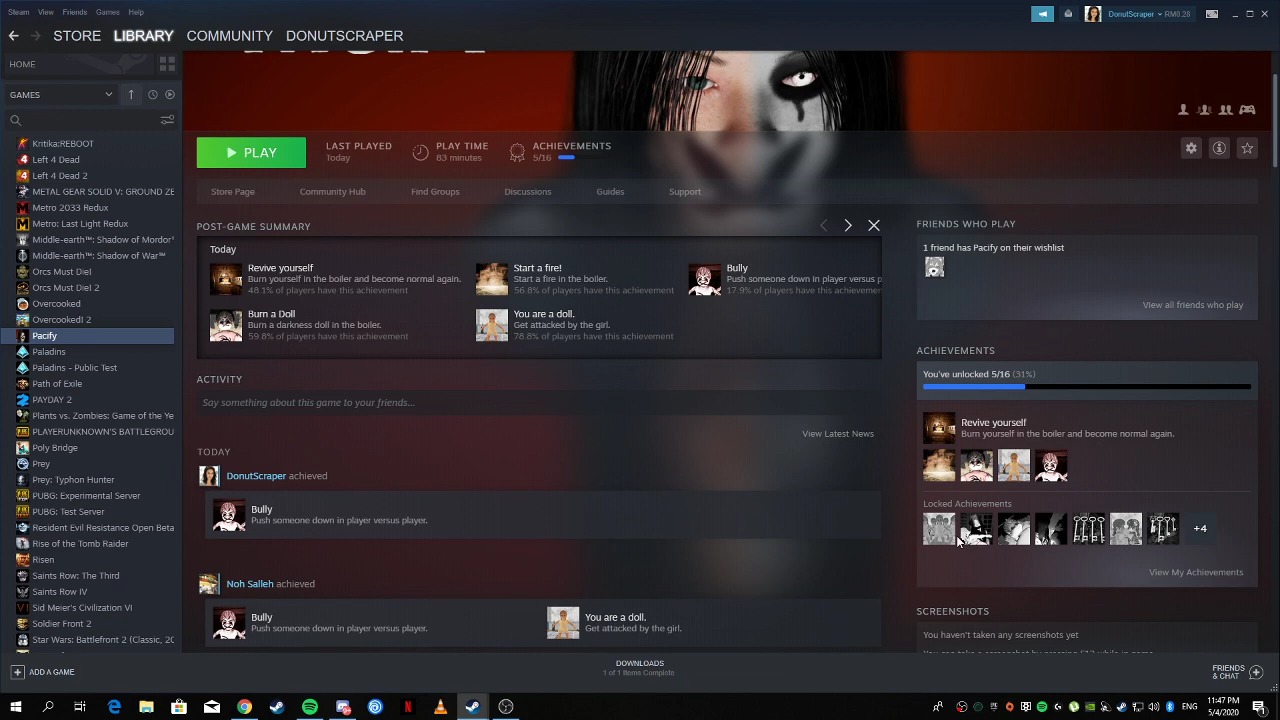 Steam View Friends Games Help
DonutScraper RM0.28
STORE LIBRARY COMMUNITY DONUTSCRAPER
HOME
GAMES
Kritika:REBOOT
Left 4 Dead
Left 4 Dead 2
METAL GEAR SOLID V: GROUND ZE
Metro 2033 Redux
Metro: Last Light Redux
Middle-earth™: Shadow of Mordor
Middle-earth™: Shadow of War™
Orcs Must Die!
Orcs Must Die! 2
Overcooked
Overcooked! 2
Pacify
Paladins
Paladins - Public Test
Path of Exile
PAYDAY 2
Plants vs. Zombies: Game of the Ye
PLAYERUNKNOWN'S BATTLEGROU
Poly Bridge
Prey
Prey: Typhon Hunter
PUBG: Experimental Server
PUBG: Test Server
Resident Evil Resistance Open Beta
Rise of the Tomb Raider
Risen
Saints Row: The Third
Saints Row IV
Sid Meier's Civilization VI
Soldier Front 2
Star Wars: Battlefront 2 (Classic, 20
ADD A GAME
PLAY
LAST PLAYED
Today
PLAY TIME
83 minutes
ACHIEVEMENTS
5/16
Store Page Community Hub Find Groups Discussions Guides Support
POST-GAME SUMMARY
Today
Revive yourself
Burn yourself in the boiler and become normal again.
48.1% of players have this achievement
Start a fire!
Start a fire in the boiler.
56.8% of players have this achievement
Bully
Push someone down in player versus p
17.9% of players have this achievemen
Burn a Doll
Burn a darkness doll in the boiler.
59.8% of players have this achievement
You are a doll.
Get attacked by the girl.
78.8% of players have this achievement
ACTIVITY
Say something about this game to your friends...
View Latest News
TODAY
DonutScraper achieved
Bully
Push someone down in player versus player.
Noh Salleh achieved
Bully
Push someone down in player versus player.
You are a doll.
Get attacked by the girl.
FRIENDS WHO PLAY
1 friend has Pacify on their wishlist
View all friends who play
ACHIEVEMENTS
You've unlocked 5/16 (31%)
Revive yourself
Burn yourself in the boiler and become normal again.
Locked Achievements
+4
View My Achievements
SCREENSHOTS
You haven't taken any screenshots yet
DOWNLOADS
1 of 1 Items Complete
FRIENDS
& CHAT
11:47 PM
5/4/2020